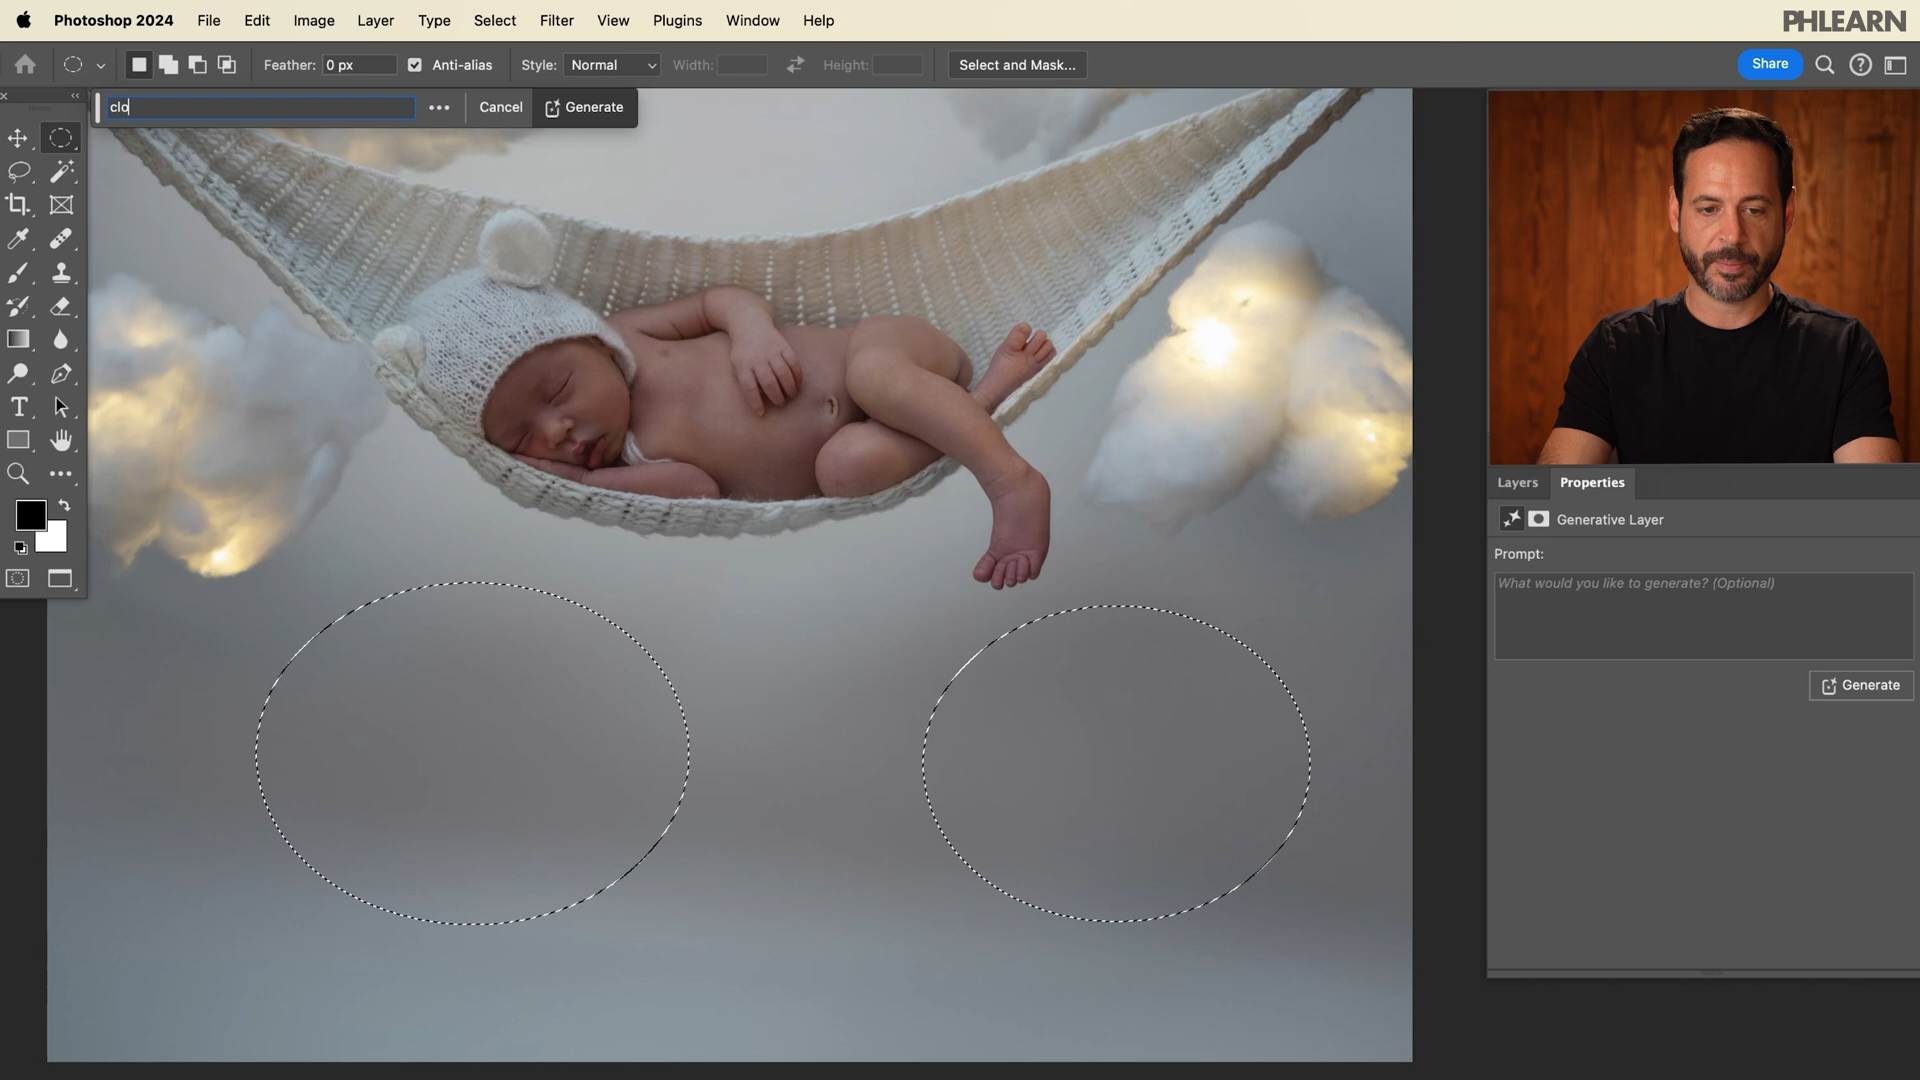 Photoshop 2024 File Edit Image Layer Type Select Filter View Plugins Window Help
PHLEARN
Feather: 0 px Anti-alias Style: Normal Width: Height: Select and Mask... Share
clo Cancel Generate
Layers Properties
Generative Layer
Prompt:
What would you like to generate? (Optional)
Generate